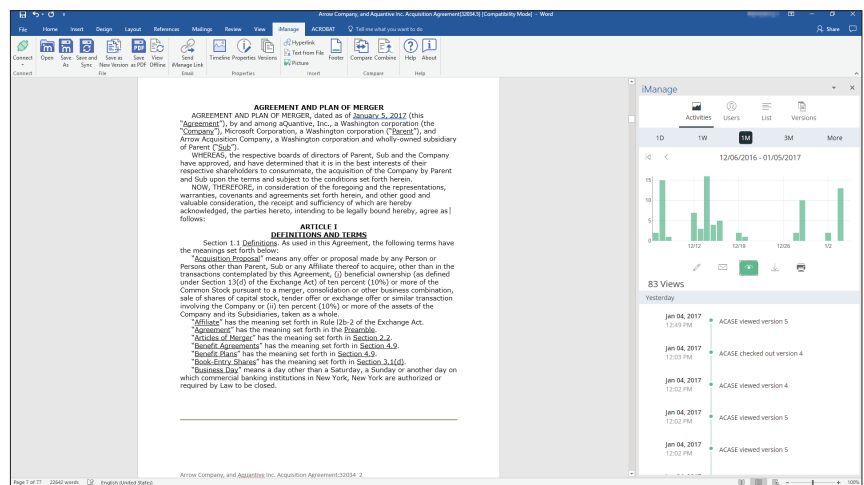 Arrow Company, and Aquantive Inc. Acquisition Agreement(32034.5) [Compatibility Mode] - Word
File Home Insert Design Layout References Mailings Review View iManage ACROBAT Tell me what you want to do Share
Connect Open Save As Save and Sync Save as New Version Save as PDF View Offline Send iManage Link Timeline Properties Versions Hyperlink Text from File Picture Footer Compare Combine Help About
Connect File Email Properties Insert Compare Help
AGREEMENT AND PLAN OF MERGER
AGREEMENT AND PLAN OF MERGER, dated as of January 5, 2017 (this
"Agreement"), by and among aQuantive, Inc., a Washington corporation (the
"Company"), Microsoft Corporation, a Washington corporation ("Parent"), and
Arrow Acquisition Company, a Washington corporation and wholly-owned subsidiary
of Parent ("Sub").
WHEREAS, the respective boards of directors of Parent, Sub and the Company
have approved, and have determined that it is in the best interests of their
respective shareholders to consummate, the acquisition of the Company by Parent
and Sub upon the terms and subject to the conditions set forth herein.
NOW, THEREFORE, in consideration of the foregoing and the representations,
warranties, covenants and agreements set forth herein, and other good and
valuable consideration, the receipt and sufficiency of which are hereby
acknowledged, the parties hereto, intending to be legally bound hereby, agree as
follows:
ARTICLE I
DEFINITIONS AND TERMS
Section 1.1 Definitions. As used in this Agreement, the following terms have
the meanings set forth below:
"Acquisition Proposal" means any offer or proposal made by any Person or
Persons other than Parent, Sub or any Affiliate thereof to acquire, other than in the
transactions contemplated by this Agreement, (i) beneficial ownership (as defined
under Section 13(d) of the Exchange Act) of ten percent (10%) or more of the
Common Stock pursuant to a merger, consolidation or other business combination,
sale of shares of capital stock, tender offer or exchange offer or similar transaction
involving the Company or (ii) ten percent (10%) or more of the assets of the
Company and its Subsidiaries, taken as a whole.
"Affiliate" has the meaning set forth in Rule l2b-2 of the Exchange Act.
"Agreement" has the meaning set forth in the Preamble.
"Articles of Merger" has the meaning set forth in Section 2.2.
"Benefit Agreements" has the meaning set forth in Section 4.9.
"Benefit Plans" has the meaning set forth in Section 4.9.
"Book-Entry Shares" has the meaning set forth in Section 3.1(d).
"Business Day" means a day other than a Saturday, a Sunday or another day on
which commercial banking institutions in New York, New York are authorized or
required by Law to be closed.
Arrow Company, and Aquantive Inc. Acquisition Agreement;32034_2
iManage
Activities Users List Versions
1D 1W 1M 3M More
12/06/2016 - 01/05/2017
15
10
5
0
12/12 12/19 12/26 1/2
83 Views
Yesterday
Jan 04, 2017
12:49 PM
ACASE viewed version 5
Jan 04, 2017
12:03 PM
ACASE checked out version 4
Jan 04, 2017
12:02 PM
ACASE viewed version 4
Jan 04, 2017
12:02 PM
ACASE viewed version 5
Jan 04, 2017
12:02 PM
ACASE viewed version 5
Page 7 of 77 22642 words English (United States) 100%